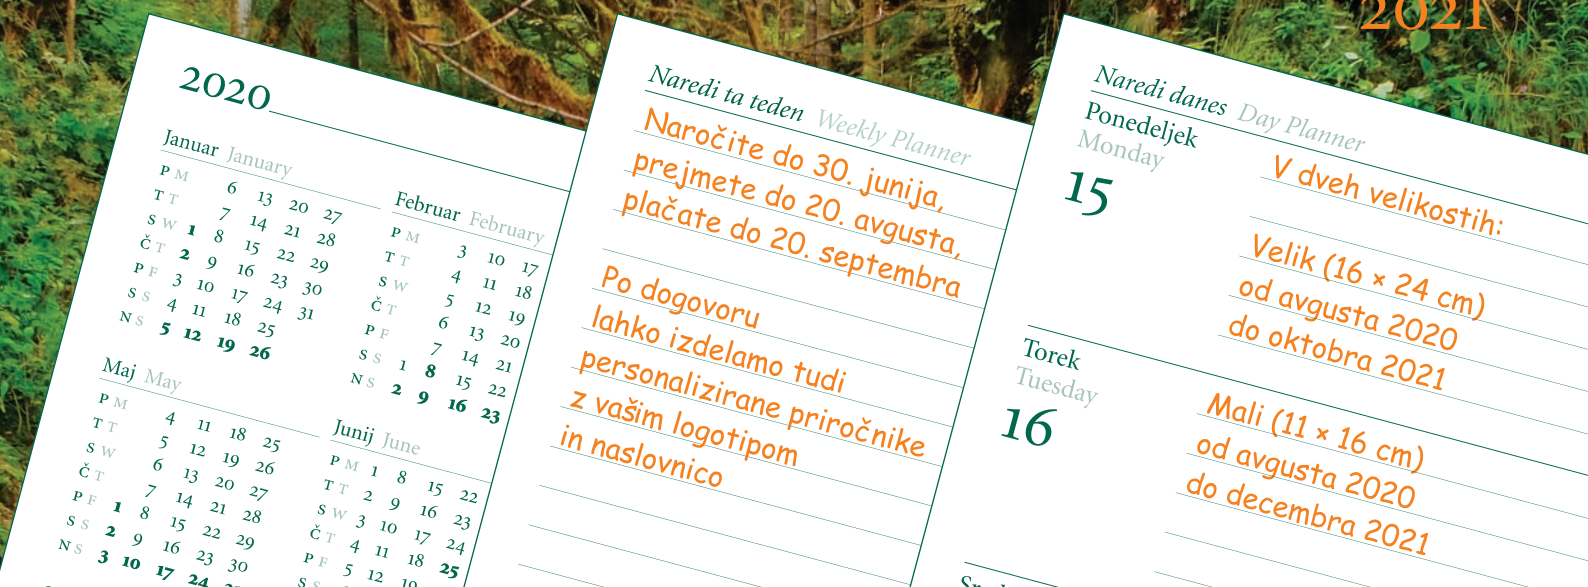 2021
2020
Januar January
P M 6 13 20 27
T T 7 14 21 28
S W 1 8 15 22 29
Č T 2 9 16 23 30
P F 3 10 17 24 31
S S 4 11 18 25
N S 5 12 19 26
Februar February
P M 3 10 17
T T 4 11 18
S W 5 12 19
Č T 6 13 20
P F 7 14 21
S S 1 8 15 22
N S 2 9 16 23
Maj May
P M 4 11 18 25
T T 5 12 19 26
S W 6 13 20 27
Č T 7 14 21 28
P F 1 8 15 22 29
S S 2 9 16 23 30
N S 3 10 17 24
Junij June
P M 1 8 15 22
T T 2 9 16 23
S W 3 10 17 24
Č T 4 11 18 25
P F 5 12 19
S S
Naredi ta teden Weekly Planner
Naročite do 30. junija,
prejmete do 20. avgusta,
plačate do 20. septembra
Po dogovoru
lahko izdelamo tudi
personalizirane priročnike
z vašim logotipom
in naslovnico
Naredi danes Day Planner
Ponedeljek
Monday
15
V dveh velikostih:
Velik (16 × 24 cm)
od avgusta 2020
do oktobra 2021
Torek
Tuesday
16
Mali (11 × 16 cm)
od avgusta 2020
do decembra 2021